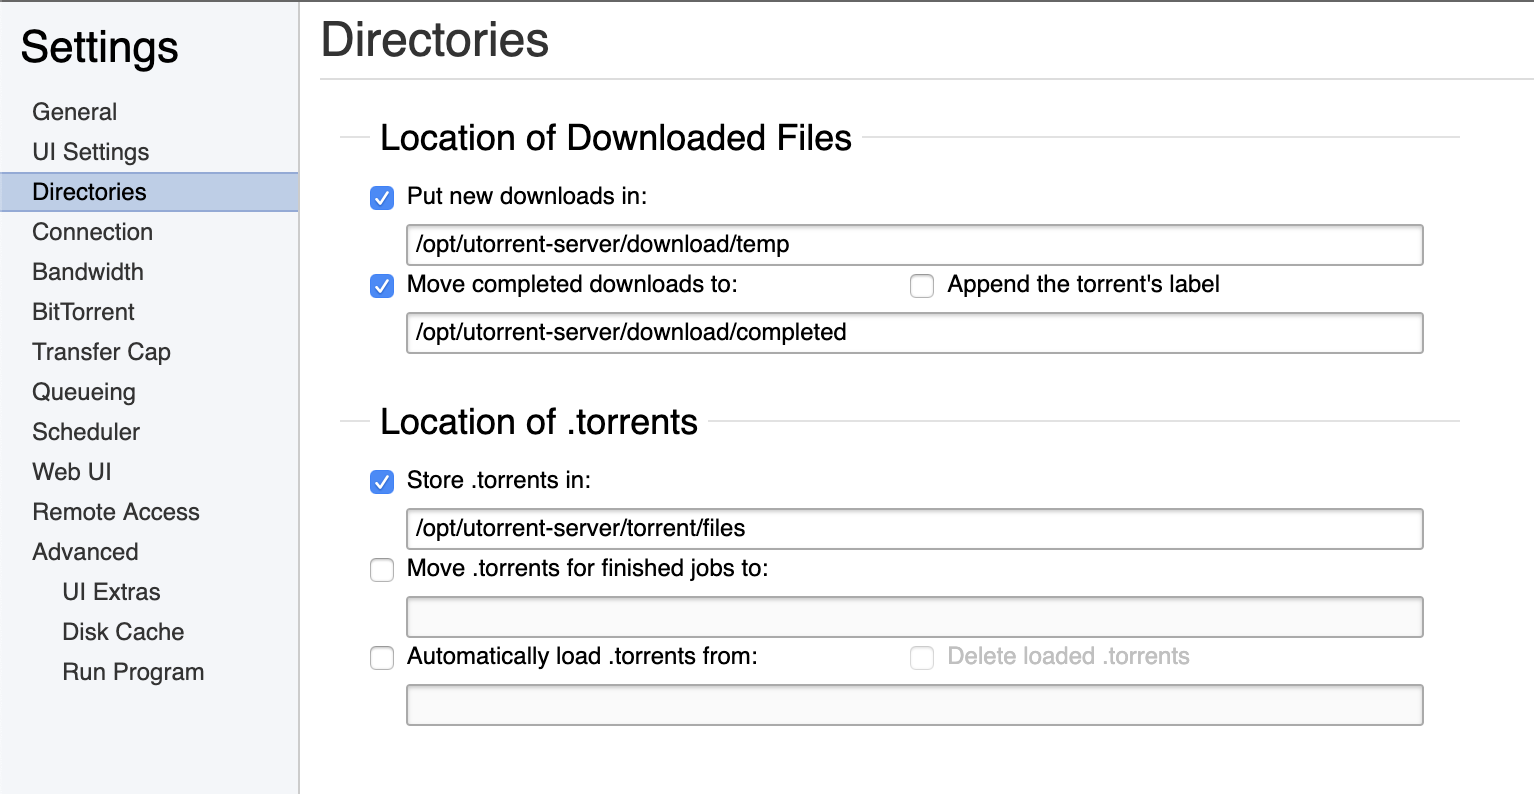 Settings
General
UI Settings
Directories
Connection
Bandwidth
BitTorrent
Transfer Cap
Queueing
Scheduler
Web UI
Remote Access
Advanced
UI Extras
Disk Cache
Run Program
Directories
Location of Downloaded Files
Put new downloads in:
/opt/utorrent-server/download/temp
Move completed downloads to:
Append the torrent's label
/opt/utorrent-server/download/completed
Location of .torrents
Store .torrents in:
/opt/utorrent-server/torrent/files
Move .torrents for finished jobs to:
Automatically load .torrents from:
Delete loaded .torrents